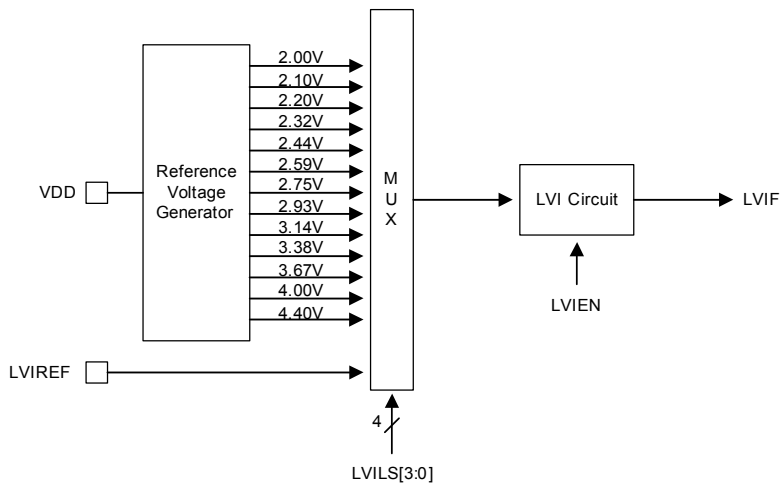 2.00V
2.10V
2.20V
2.32V
2.44V
2.59V
2.75V
2.93V
3.14V
3.38V
3.67V
4.00V
4.40V
VDD
Reference
Voltage
Generator
M
U
X
LVI Circuit
LVIF
LVIEN
LVIREF
4
LVILS[3:0]